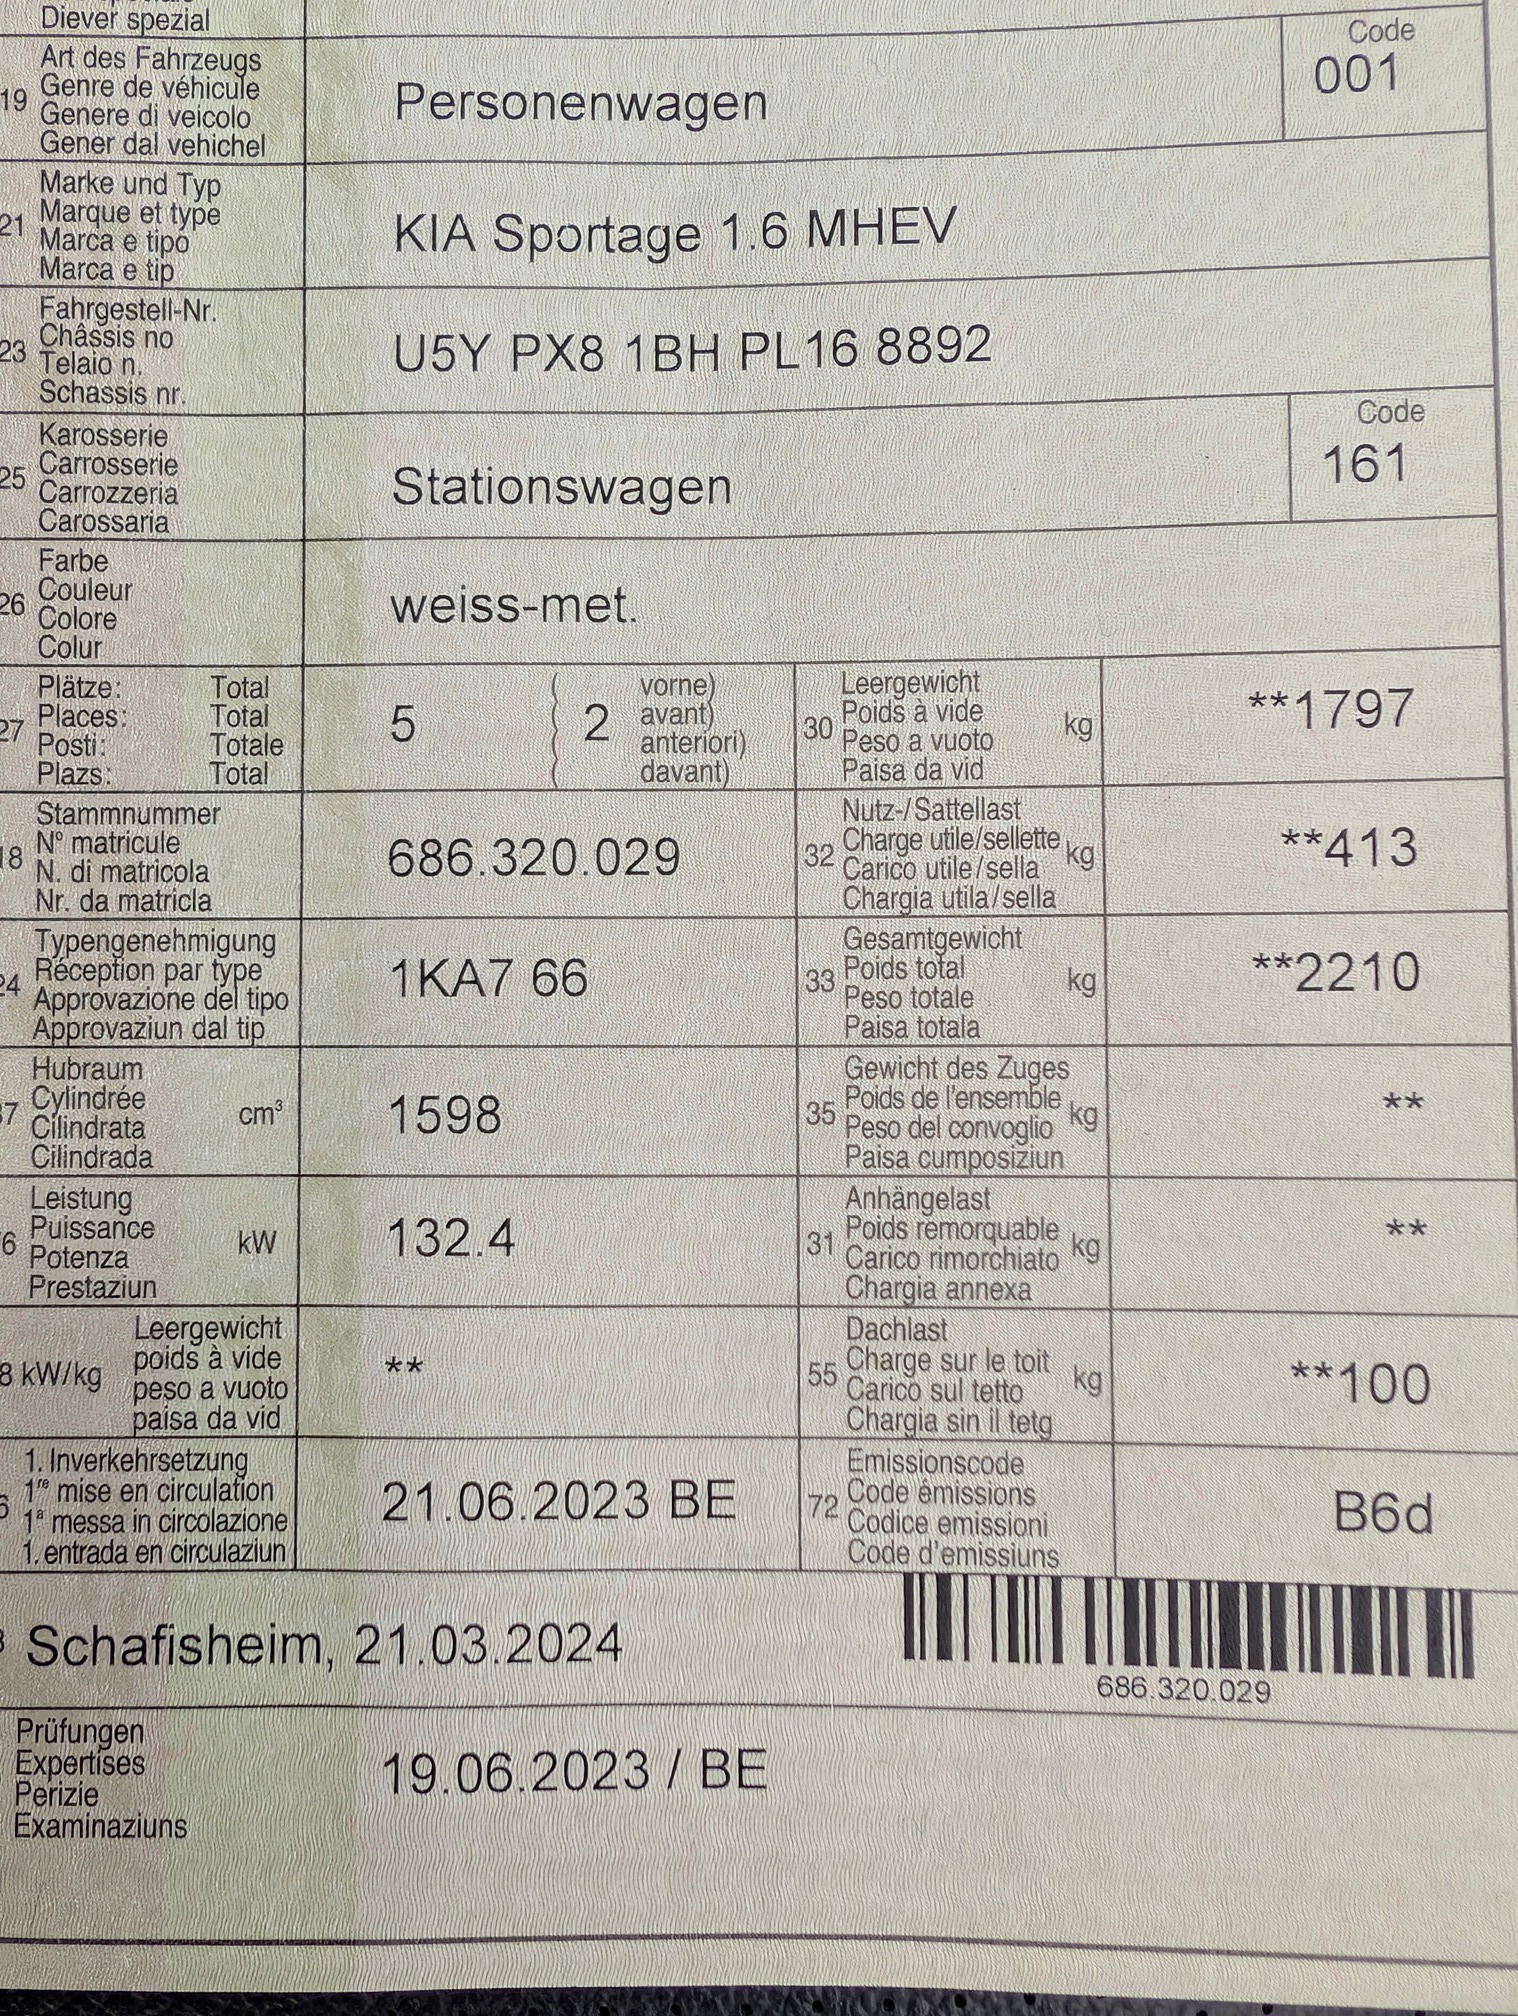 Diever spezial
19 Art des Fahrzeugs
Genre de véhicule
Genere di veicolo
Gener dal vehichel
Personenwagen
Code
001
21 Marke und Typ
Marque et type
Marca e tipo
Marca e tip
KIA Sportage 1.6 MHEV
23 Fahrgestell-Nr.
Châssis no
Telaio n.
Schassis nr.
U5Y PX8 1BH PL16 8892
25 Karosserie
Carrosserie
Carrozzeria
Carossaria
Stationswagen
Code
161
26 Farbe
Couleur
Colore
Colur
weiss-met.
27 Plätze: Total
Places: Total
Posti: Totale
Plazs: Total
5 ( 2 vorne)
( avant)
( anteriori)
( davant)
30 Leergewicht
Poids à vide
Peso a vuoto
Paisa da vid
kg
**1797
18 Stammnummer
N° matricule
N. di matricola
Nr. da matricla
686.320.029
32 Nutz-/Sattellast
Charge utile/sellette
Carico utile/sella
Chargia utila/sella
kg
**413
24 Typengenehmigung
Réception par type
Approvazione del tipo
Approvaziun dal tip
1KA7 66
33 Gesamtgewicht
Poids total
Peso totale
Paisa totala
kg
**2210
37 Hubraum
Cylindrée
Cilindrata
Cilindrada
cm³
1598
35 Gewicht des Zuges
Poids de l'ensemble
Peso del convoglio
Paisa cumposiziun
kg
**
6 Leistung
Puissance
Potenza
Prestaziun
kW
132.4
31 Anhängelast
Poids remorquable
Carico rimorchiato
Chargia annexa
kg
**
8 kW/kg
Leergewicht
poids à vide
peso a vuoto
paisa da vid
**
55 Dachlast
Charge sur le toit
Carico sul tetto
Chargia sin il tetg
kg
**100
6 1. Inverkehrsetzung
1re mise en circulation
1a messa in circolazione
1. entrada en circulaziun
21.06.2023 BE
72 Emissionscode
Code émissions
Codice emissioni
Code d'emissiuns
B6d
Schafisheim, 21.03.2024
686.320.029
Prüfungen
Expertises
Perizie
Examinaziuns
19.06.2023 / BE